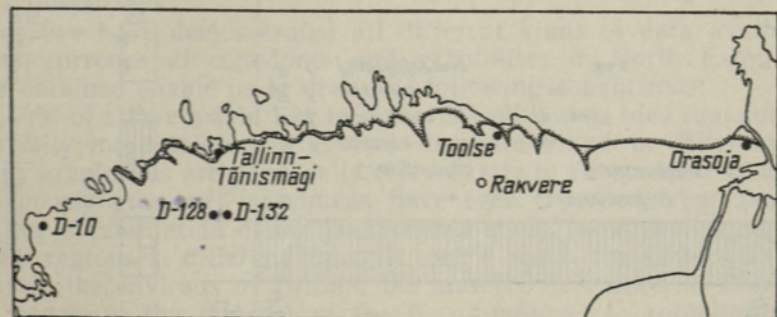 Tallinn-
Tõnismägi
Toolse
Orasoja
Rakvere
D-10
D-128
D-132